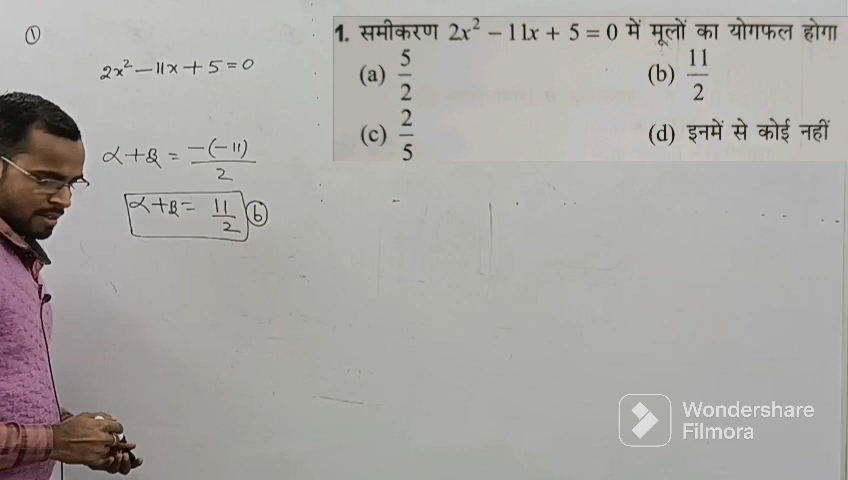 ①
2x² – 11x + 5 = 0
α + β = –(–11)/2
α + β = 11/2 ⓑ
1. समीकरण 2x² – 11x + 5 = 0 में मूलों का योगफल होगा
(a) 5/2 (b) 11/2
(c) 2/5 (d) इनमें से कोई नहीं
Wondershare
Filmora